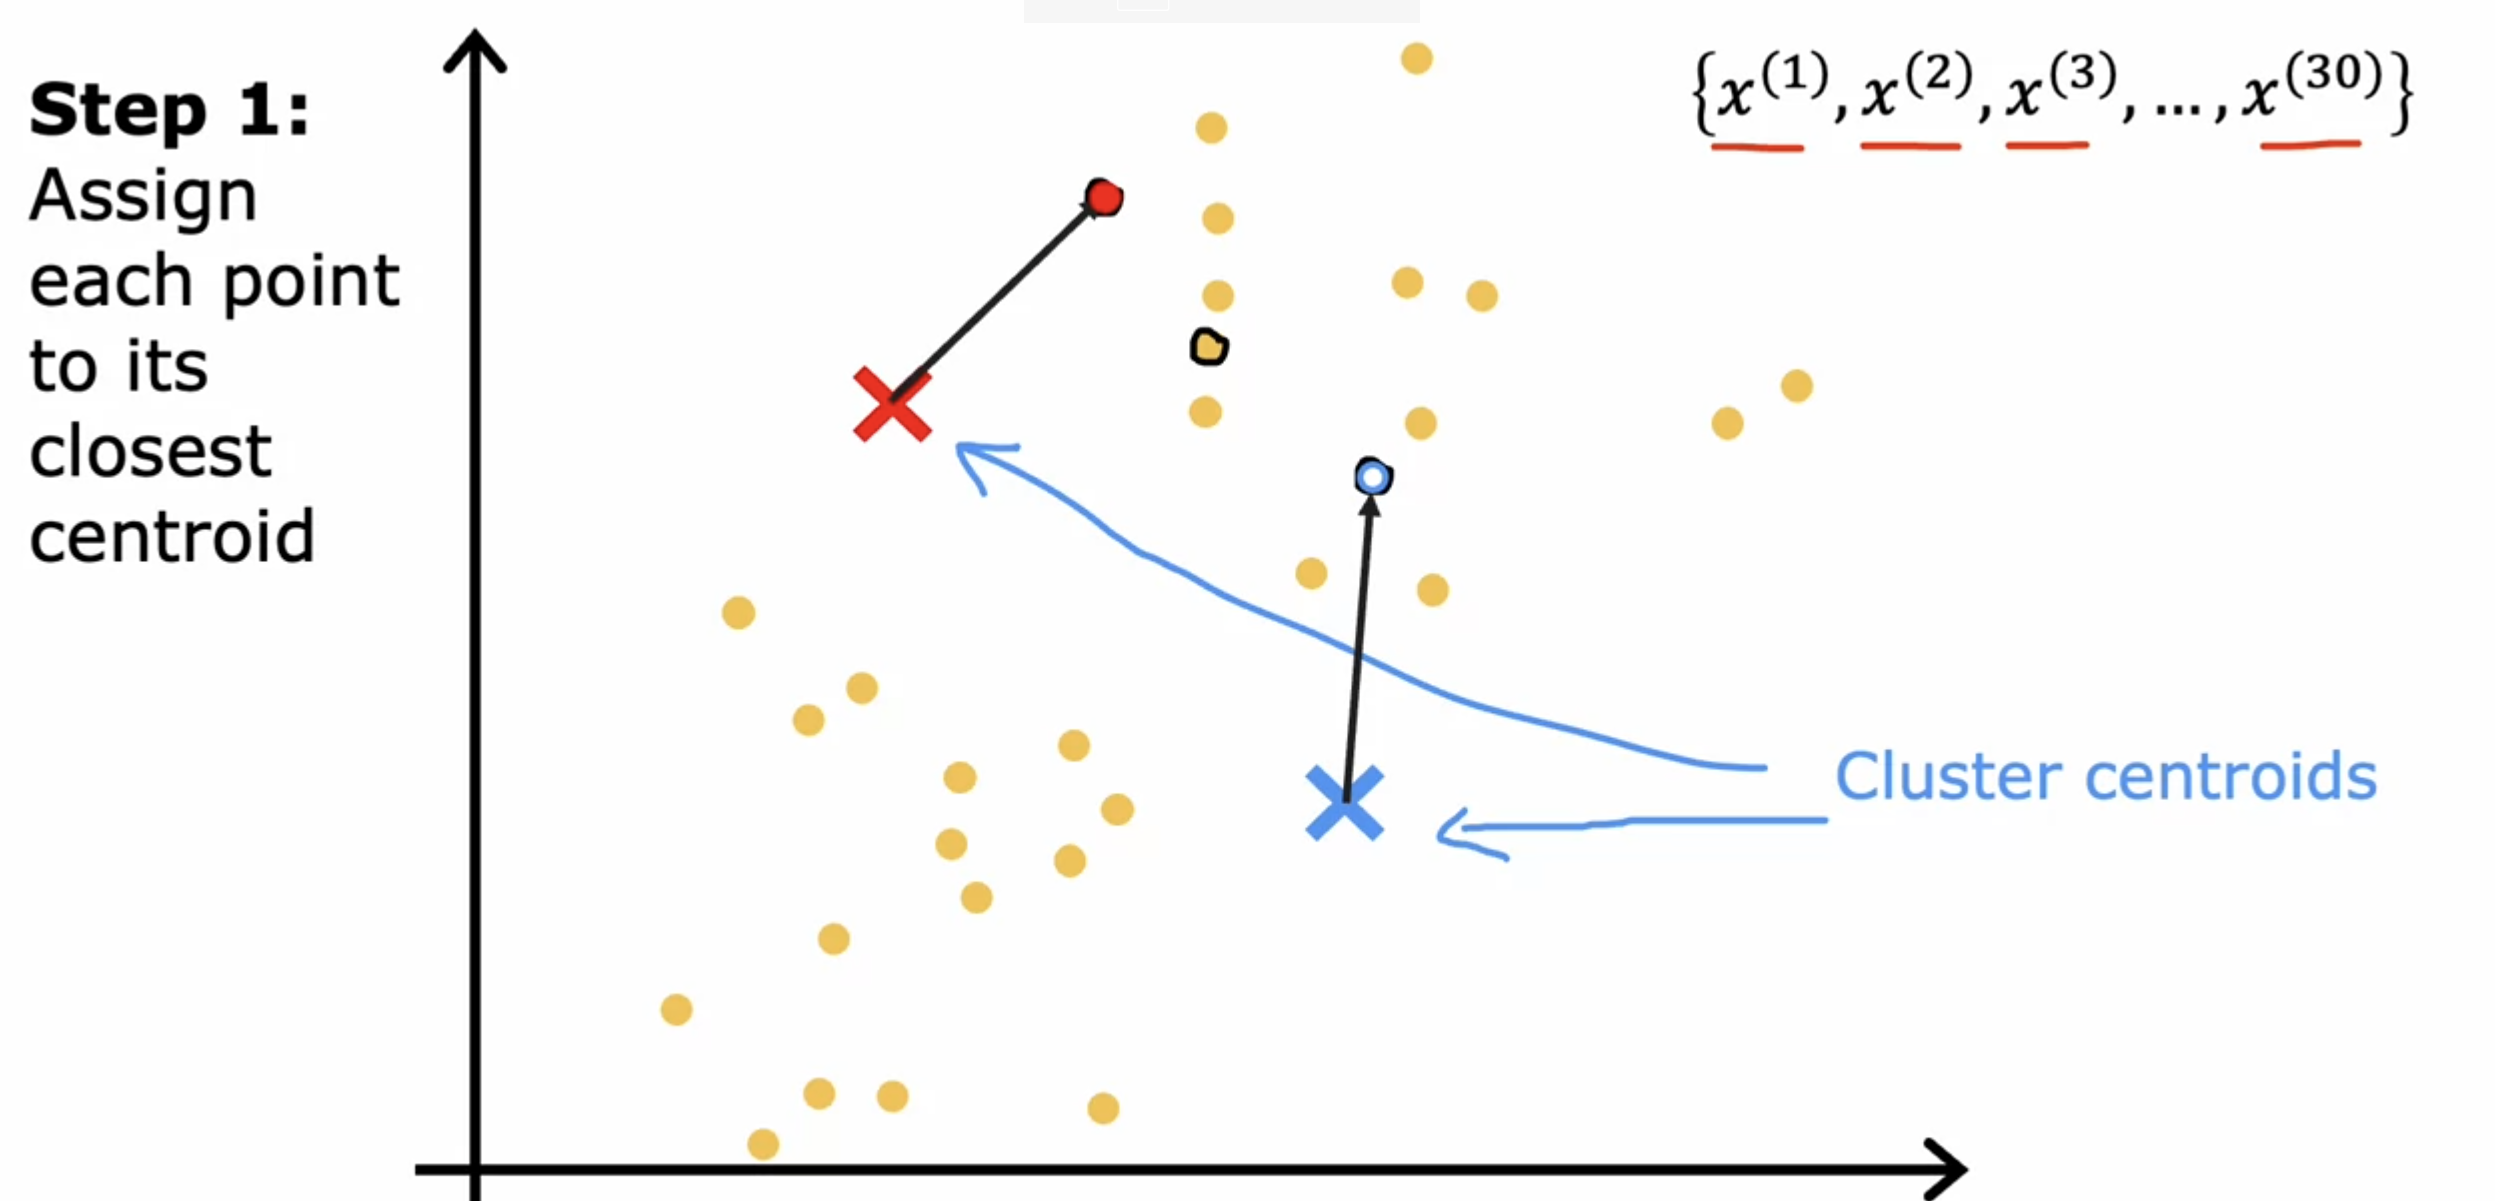 Step 1:
Assign
each point
to its
closest
centroid
{x^(1), x^(2), x^(3), ..., x^(30)}
Cluster centroids